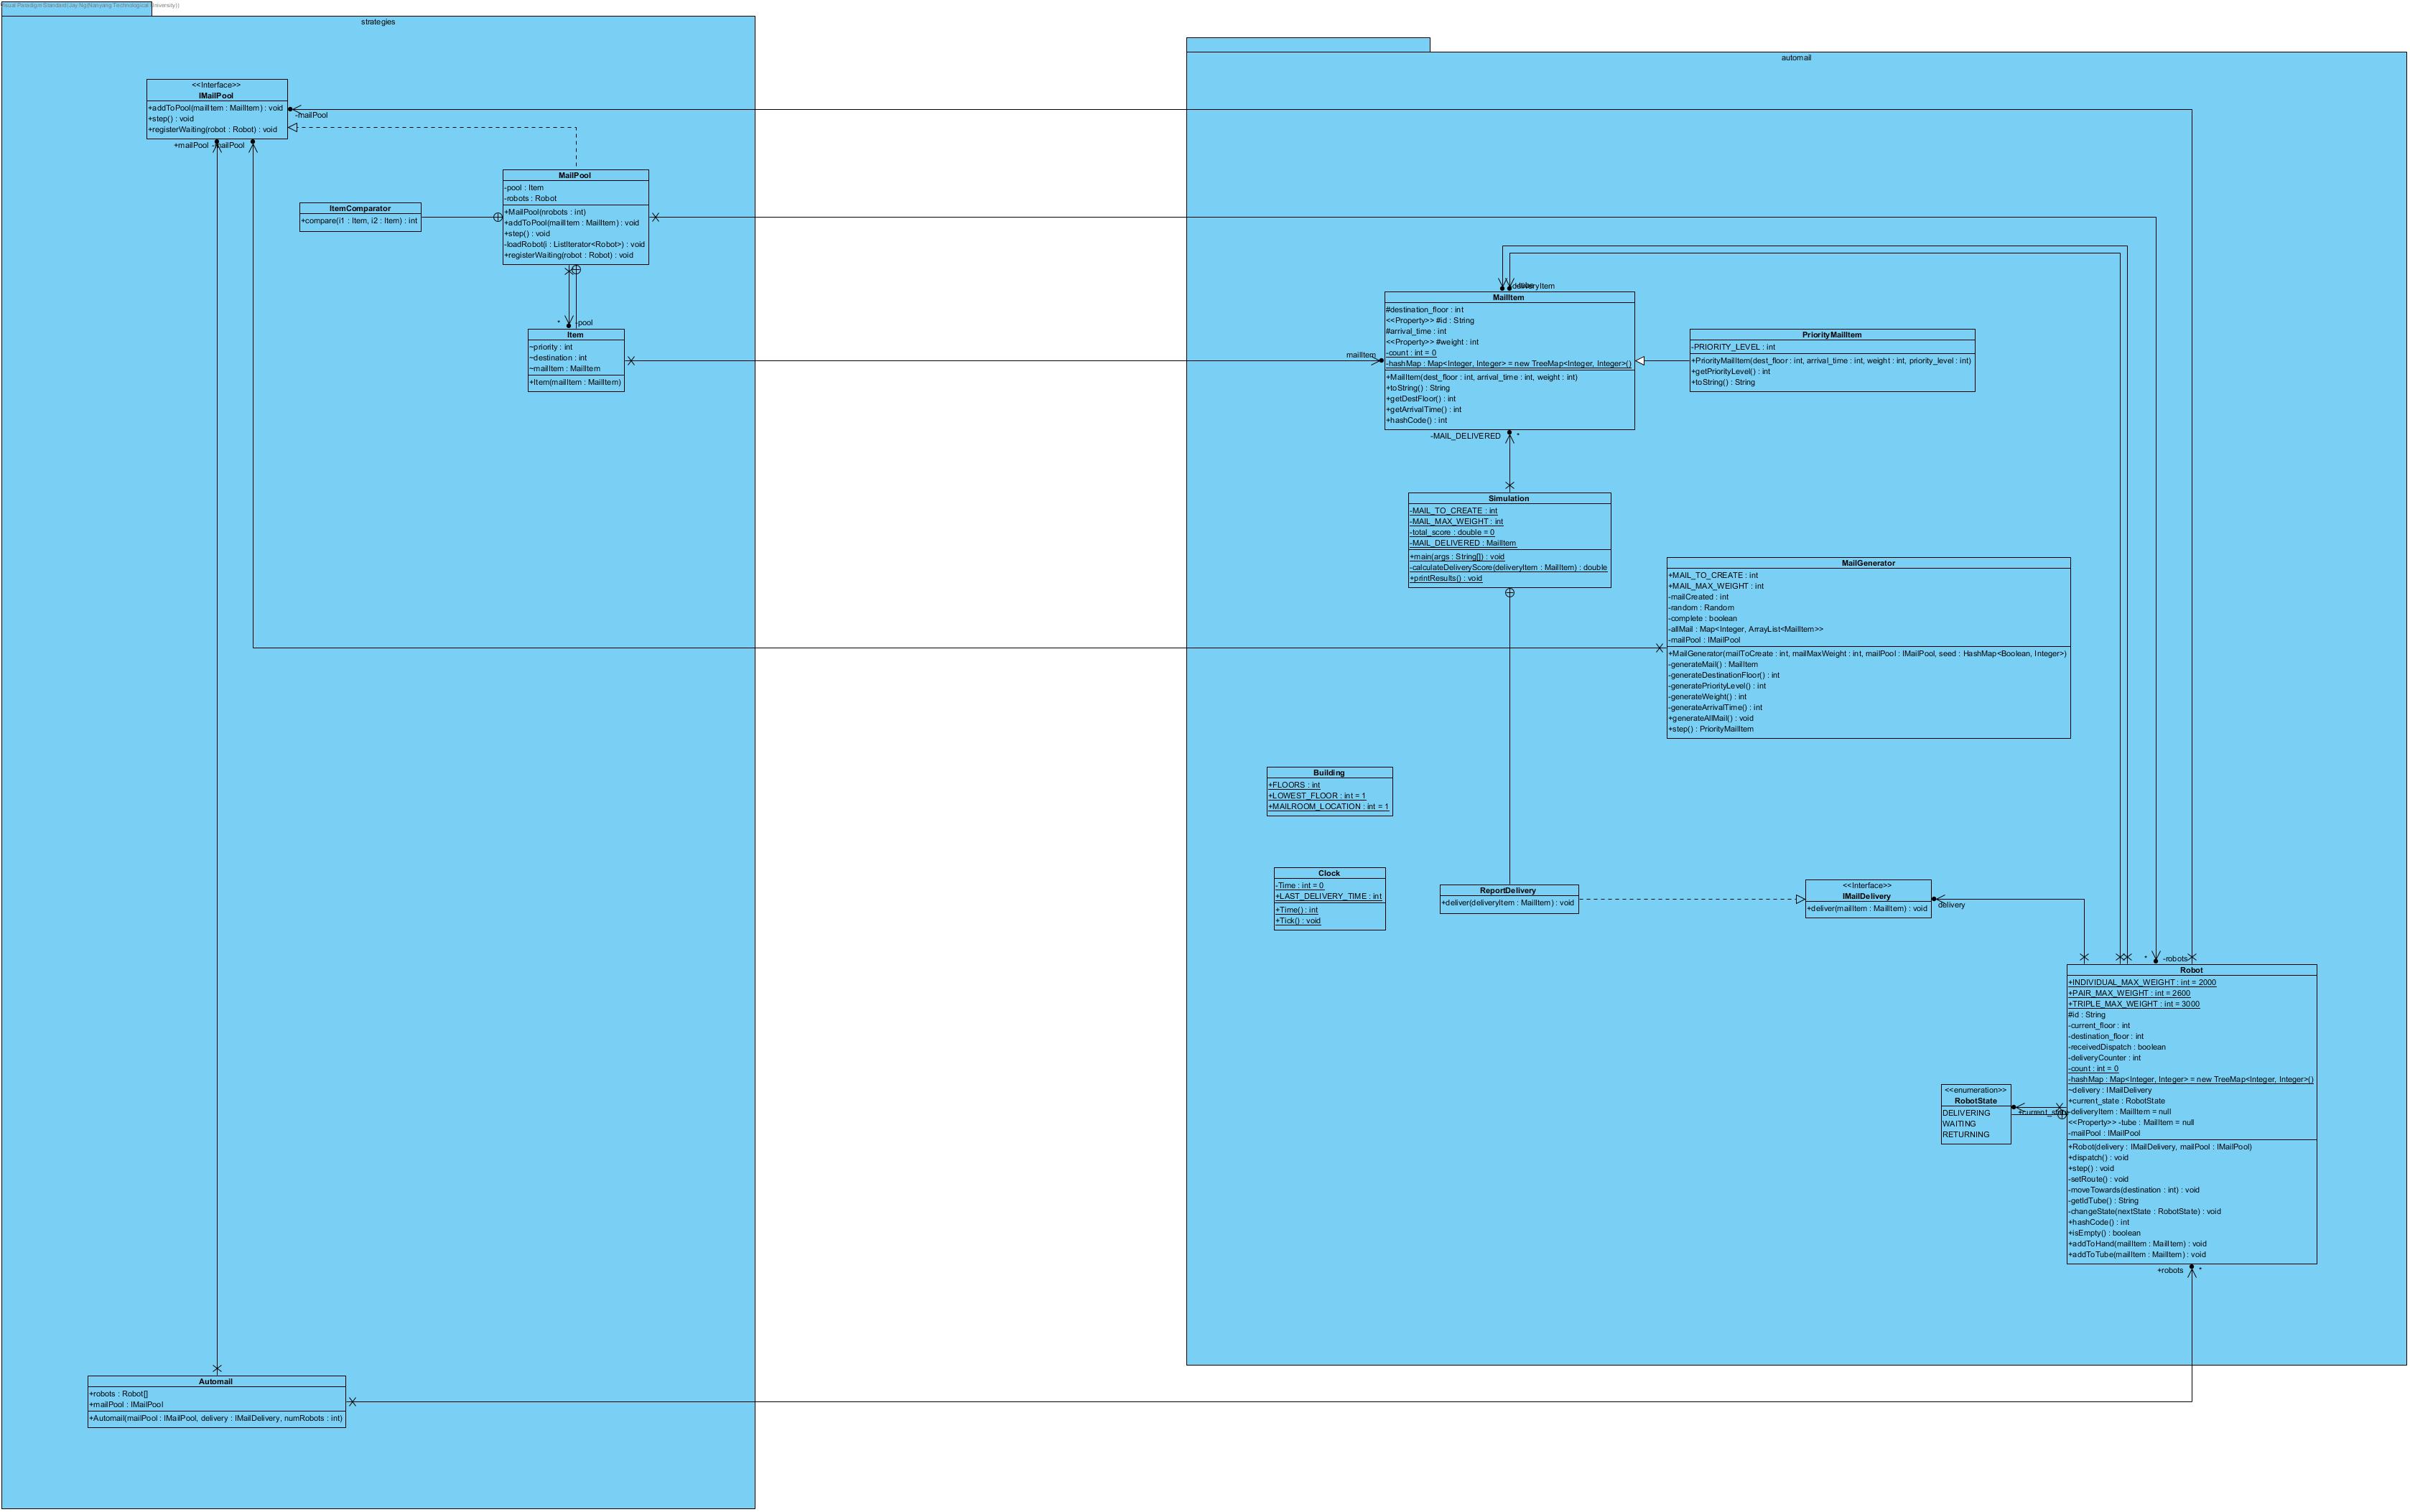 Visual Paradigm Standard(Jay Ng(Nanyang Technological University))
strategies
<<Interface>>
IMailPool
+addToPool(mailItem : MailItem) : void
+step() : void
+registerWaiting(robot : Robot) : void
-mailPool
+mailPool
-mailPool
MailPool
-pool : Item
-robots : Robot
+MailPool(nrobots : int)
+addToPool(mailItem : MailItem) : void
+step() : void
-loadRobot(i : ListIterator<Robot>) : void
+registerWaiting(robot : Robot) : void
ItemComparator
+compare(i1 : Item, i2 : Item) : int
*
-pool
Item
~priority : int
~destination : int
~mailItem : MailItem
+Item(mailItem : MailItem)
Automail
+robots : Robot[]
+mailPool : IMailPool
+Automail(mailPool : IMailPool, delivery : IMailDelivery, numRobots : int)
automail
deliveryItem
MailItem
#destination_floor : int
<<Property>> #id : String
#arrival_time : int
<<Property>> #weight : int
-count : int = 0
-hashMap : Map<Integer, Integer> = new TreeMap<Integer, Integer>()
+MailItem(dest_floor : int, arrival_time : int, weight : int)
+toString() : String
+getDestFloor() : int
+getArrivalTime() : int
+hashCode() : int
mailItem
PriorityMailItem
-PRIORITY_LEVEL : int
+PriorityMailItem(dest_floor : int, arrival_time : int, weight : int, priority_level : int)
+getPriorityLevel() : int
+toString() : String
-MAIL_DELIVERED
*
Simulation
-MAIL_TO_CREATE : int
-MAIL_MAX_WEIGHT : int
-total_score : double = 0
-MAIL_DELIVERED : MailItem
+main(args : String[]) : void
-calculateDeliveryScore(deliveryItem : MailItem) : double
+printResults() : void
MailGenerator
+MAIL_TO_CREATE : int
+MAIL_MAX_WEIGHT : int
-mailCreated : int
-random : Random
-complete : boolean
-allMail : Map<Integer, ArrayList<MailItem>>
-mailPool : IMailPool
+MailGenerator(mailToCreate : int, mailMaxWeight : int, mailPool : IMailPool, seed : HashMap<Boolean, Integer>)
-generateMail() : MailItem
-generateDestinationFloor() : int
-generatePriorityLevel() : int
-generateWeight() : int
-generateArrivalTime() : int
+generateAllMail() : void
+step() : PriorityMailItem
Building
+FLOORS : int
+LOWEST_FLOOR : int = 1
+MAILROOM_LOCATION : int = 1
Clock
-Time : int = 0
+LAST_DELIVERY_TIME : int
+Time() : int
+Tick() : void
ReportDelivery
+deliver(deliveryItem : MailItem) : void
<<Interface>>
IMailDelivery
+deliver(mailItem : MailItem) : void
delivery
*
-robots
Robot
+INDIVIDUAL_MAX_WEIGHT : int = 2000
+PAIR_MAX_WEIGHT : int = 2600
+TRIPLE_MAX_WEIGHT : int = 3000
#id : String
-current_floor : int
-destination_floor : int
-receivedDispatch : boolean
-deliveryCounter : int
-count : int = 0
-hashMap : Map<Integer, Integer> = new TreeMap<Integer, Integer>()
~delivery : IMailDelivery
+current_state : RobotState
-deliveryItem : MailItem = null
<<Property>> -tube : MailItem = null
-mailPool : IMailPool
+Robot(delivery : IMailDelivery, mailPool : IMailPool)
+dispatch() : void
+step() : void
-setRoute() : void
-moveTowards(destination : int) : void
-getIdTube() : String
-changeState(nextState : RobotState) : void
+hashCode() : int
+isEmpty() : boolean
+addToHand(mailItem : MailItem) : void
+addToTube(mailItem : MailItem) : void
<<enumeration>>
RobotState
DELIVERING
WAITING
RETURNING
+current_state
+robots
*